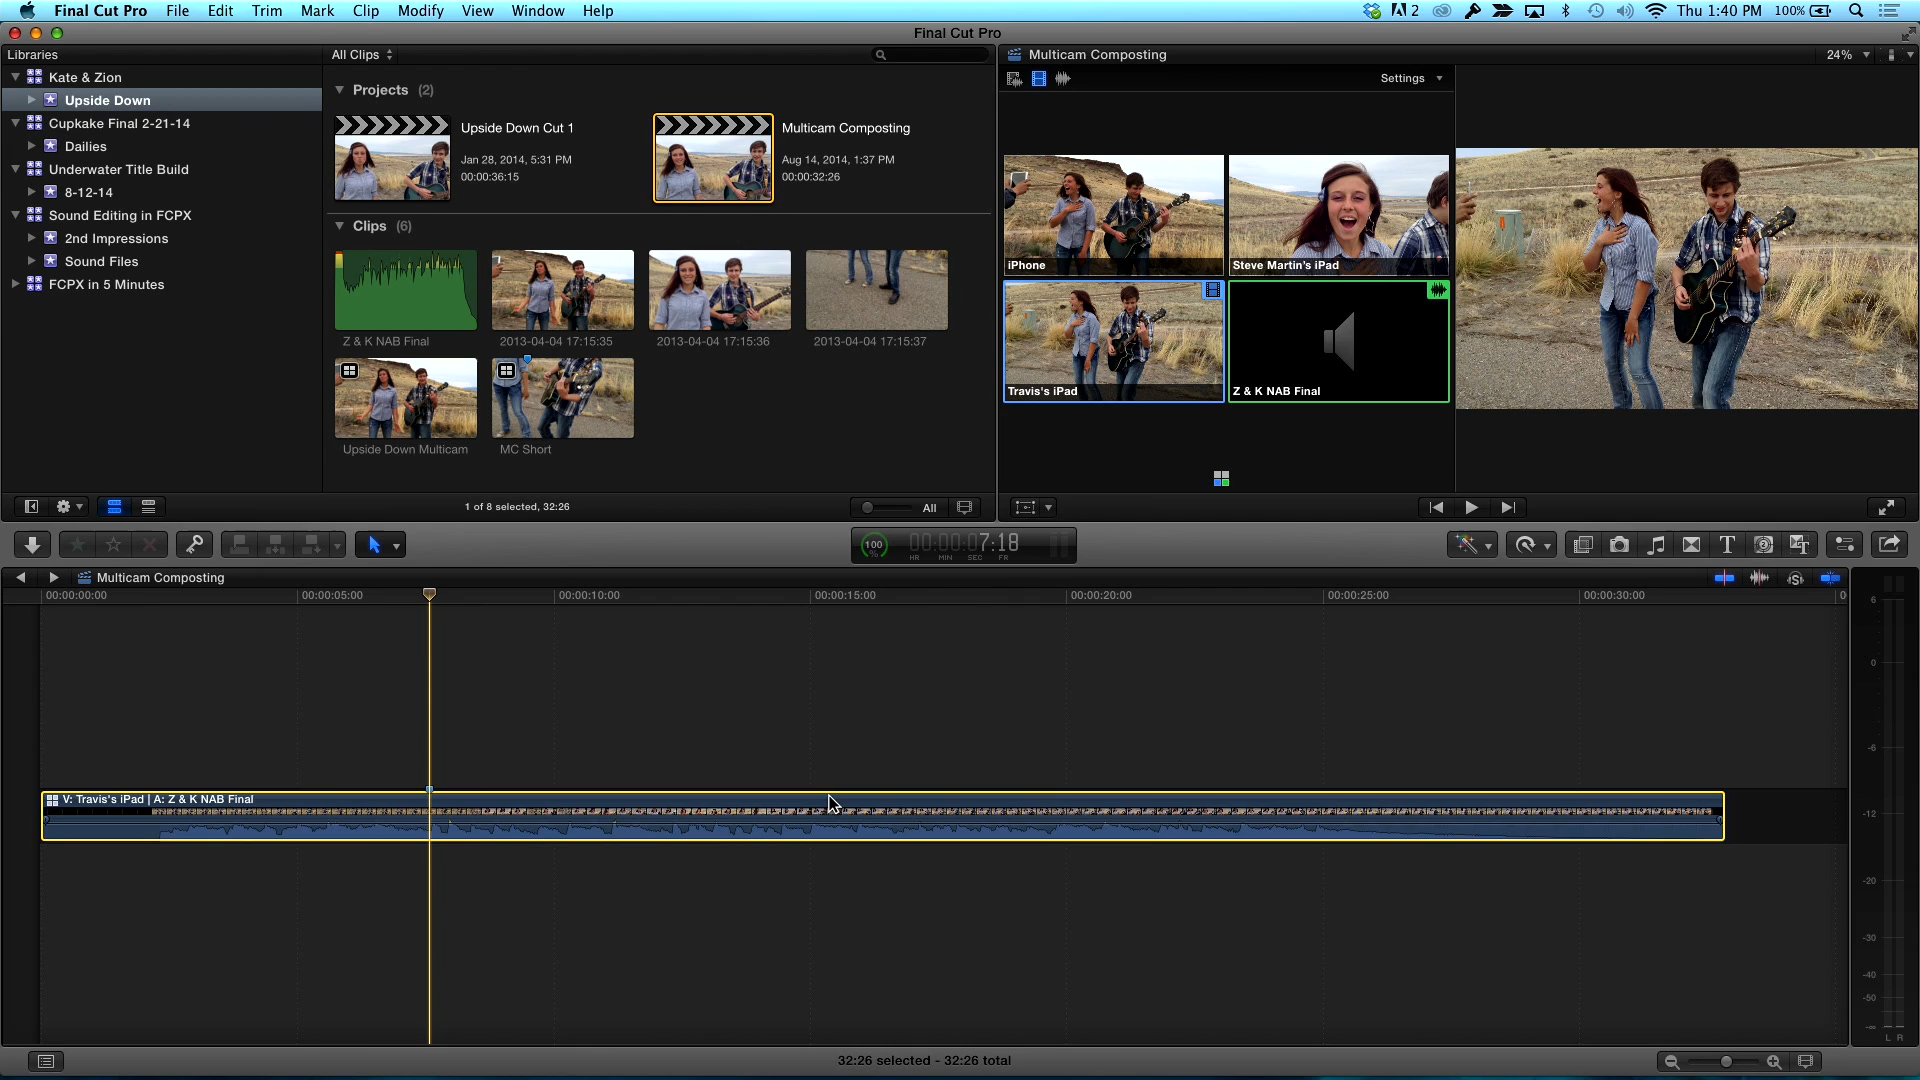 Final Cut Pro File Edit Trim Mark Clip Modify View Window Help
2 Thu 1:40 PM 100%
Final Cut Pro
Libraries
Kate & Zion
Upside Down
Cupkake Final 2-21-14
Dailies
Underwater Title Build
8-12-14
Sound Editing in FCPX
2nd Impressions
Sound Files
FCPX in 5 Minutes
All Clips
Projects (2)
Upside Down Cut 1
Jan 28, 2014, 5:31 PM
00:00:36:15
Multicam Composting
Aug 14, 2014, 1:37 PM
00:00:32:26
Clips (6)
Z & K NAB Final
2013-04-04 17:15:35
2013-04-04 17:15:36
2013-04-04 17:15:37
Upside Down Multicam
MC Short
1 of 8 selected, 32:26
All
Multicam Composting
24%
Settings
iPhone
Steve Martin's iPad
Travis's iPad
Z & K NAB Final
100 %
00:00:07:18
HR MIN SEC FR
Multicam Composting
00:00:00:00 00:00:05:00 00:00:10:00 00:00:15:00 00:00:20:00 00:00:25:00 00:00:30:00 0
V: Travis's iPad | A: Z & K NAB Final
6
0
-6
-12
-20
-30
-40
-50
-∞
L R
32:26 selected - 32:26 total